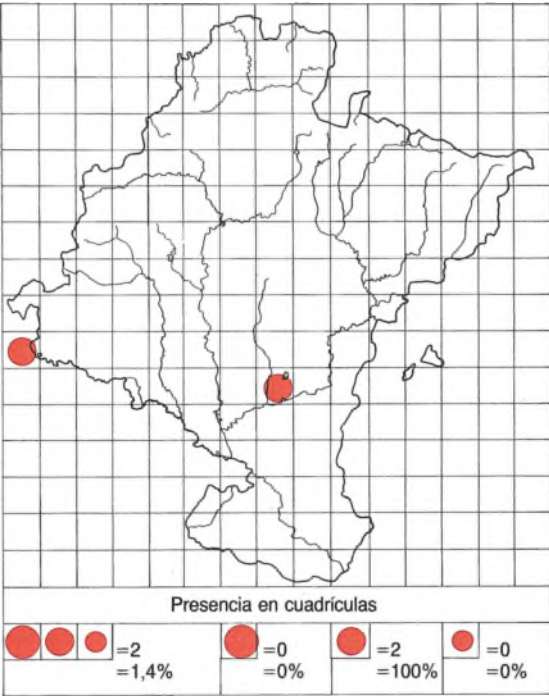 Presencia en cuadrículas
=2 =0 =2 =0
=1,4% =0% =100% =0%